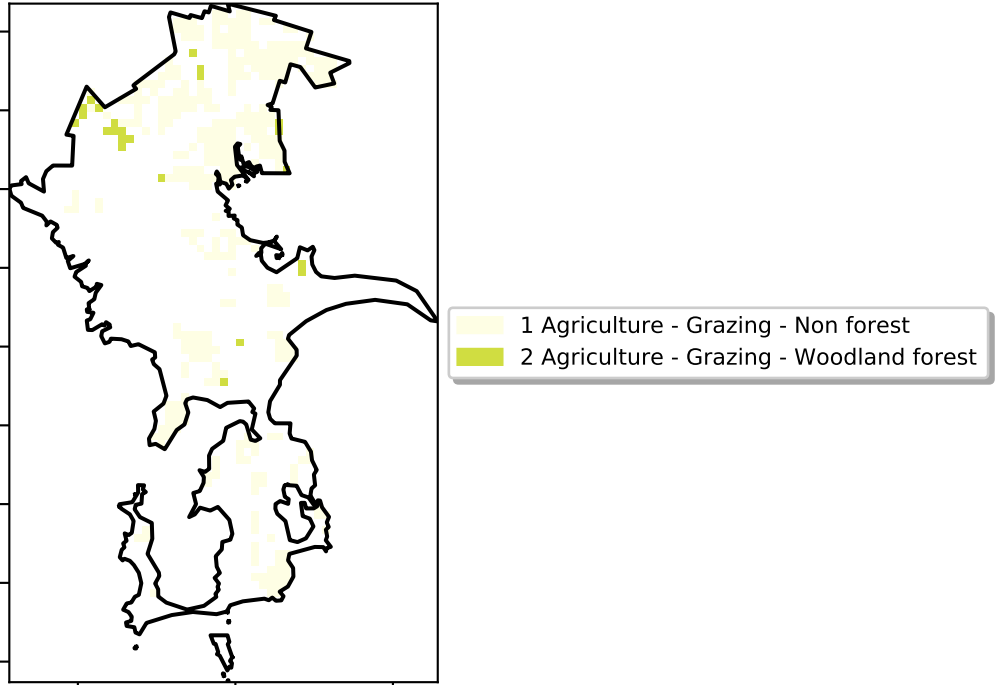 1 Agriculture - Grazing - Non forest
2 Agriculture - Grazing - Woodland forest